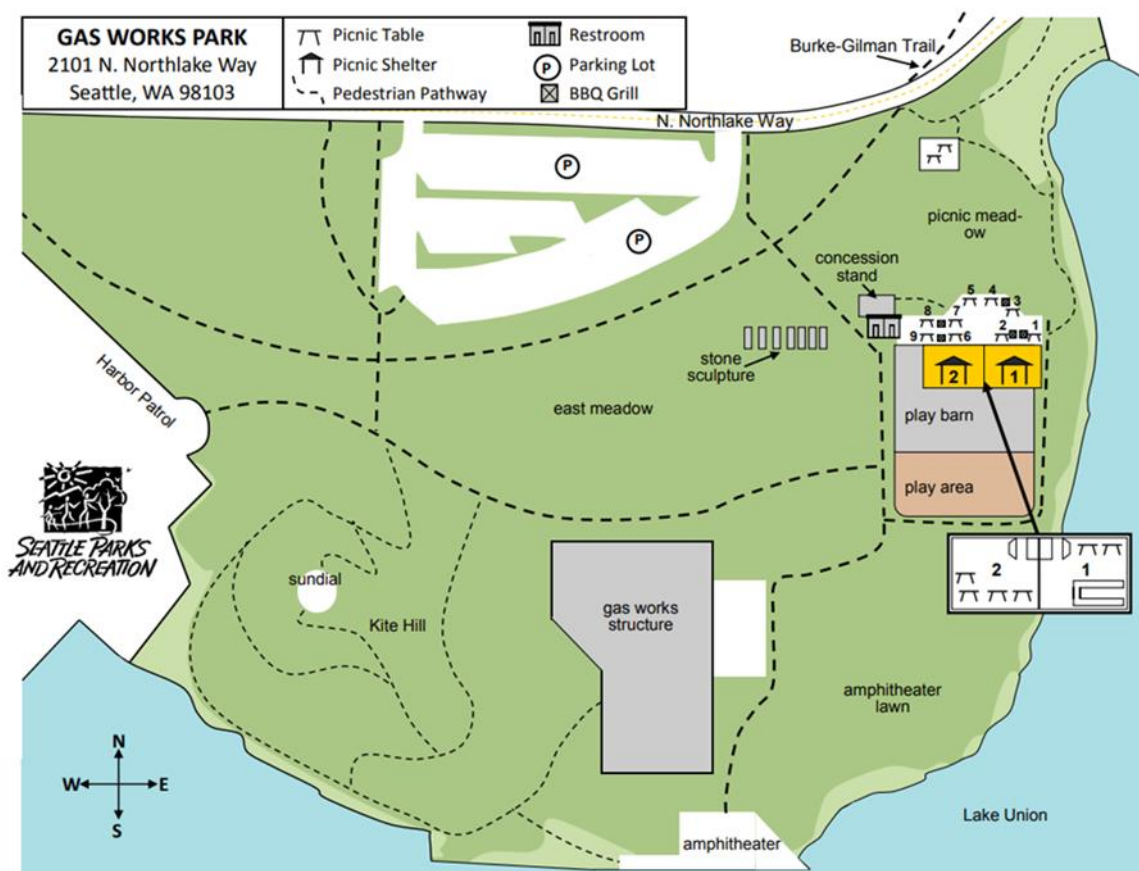 GAS WORKS PARK
2101 N. Northlake Way
Seattle, WA 98103
Picnic Table
Picnic Shelter
Pedestrian Pathway
Restroom
P Parking Lot
BBQ Grill
Burke-Gilman Trail
N. Northlake Way
P
P
picnic mead-
ow
concession
stand
5 4
3
8 7
2 1
9 6
stone
sculpture
2 1
Harbor Patrol
east meadow
play barn
play area
SEATTLE PARKS
AND RECREATION
2 1
sundial
Kite Hill
gas works
structure
amphitheater
lawn
N
W E
S
Lake Union
amphitheater